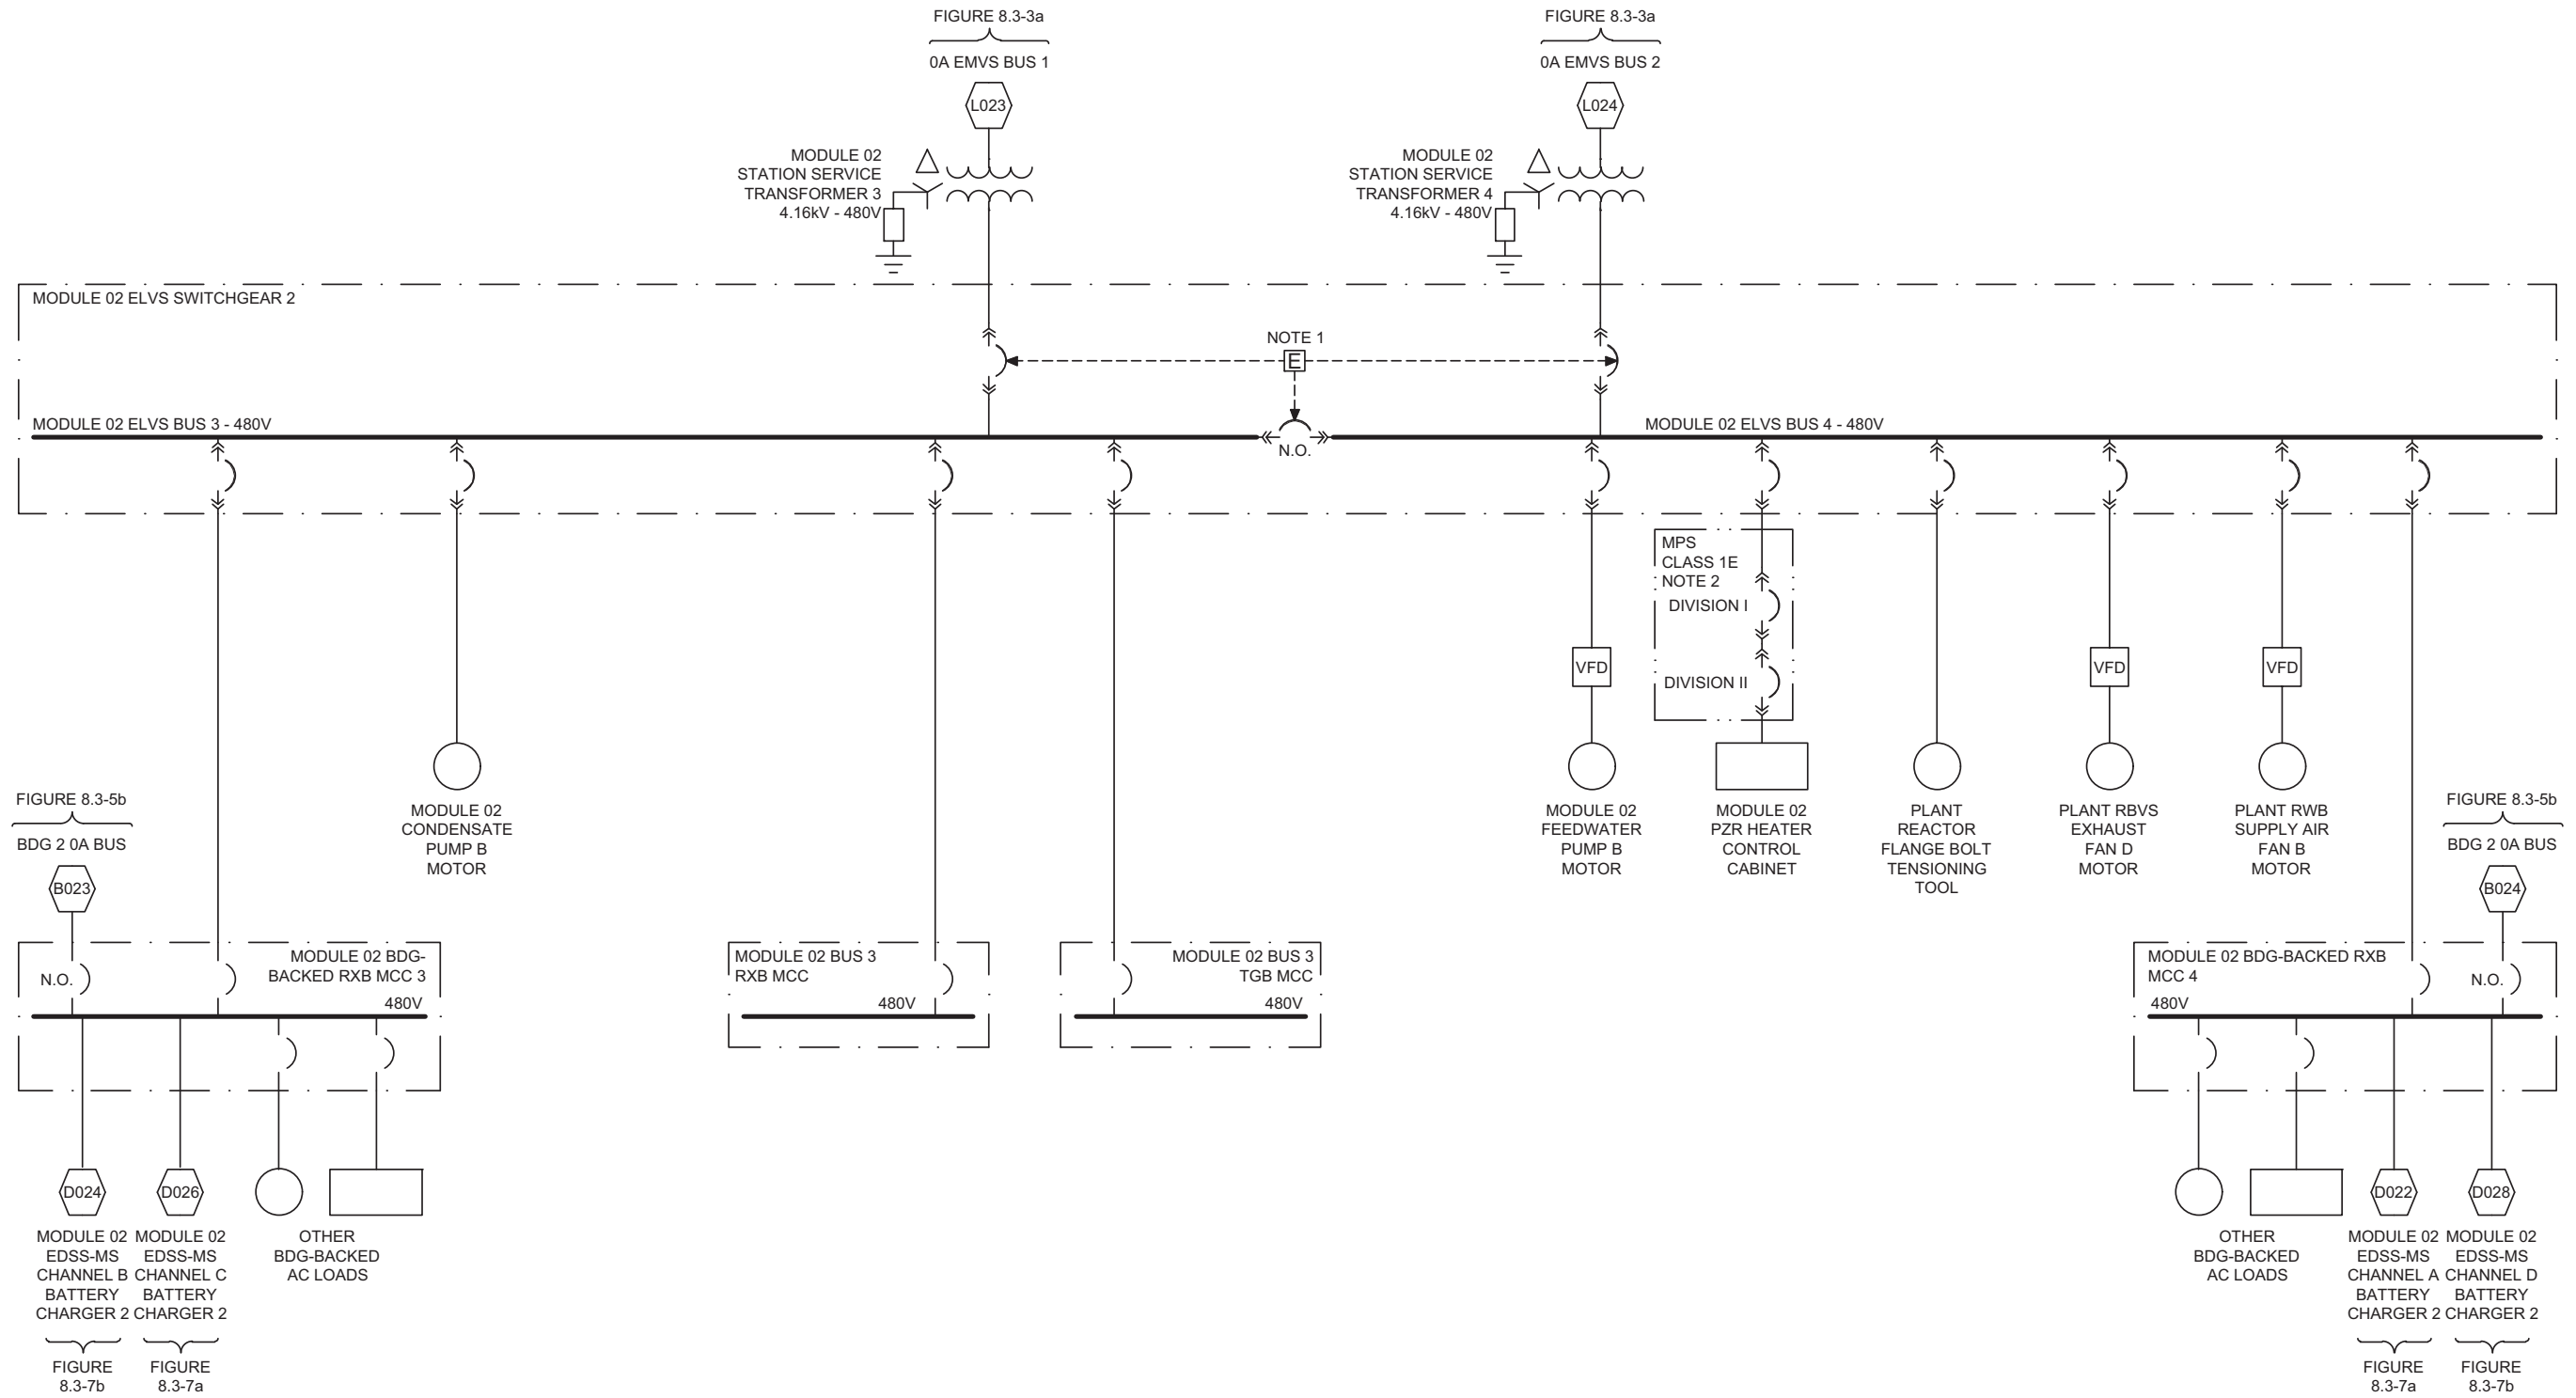 FIGURE 8.3-3a
0A EMVS BUS 1
L023
MODULE 02
STATION SERVICE
TRANSFORMER 3
4.16kV - 480V
FIGURE 8.3-3a
0A EMVS BUS 2
L024
MODULE 02
STATION SERVICE
TRANSFORMER 4
4.16kV - 480V
MODULE 02 ELVS SWITCHGEAR 2
NOTE 1
E
MODULE 02 ELVS BUS 3 - 480V
N.O.
MODULE 02 ELVS BUS 4 - 480V
MPS
CLASS 1E
NOTE 2
DIVISION I
DIVISION II
VFD
VFD
VFD
MODULE 02
CONDENSATE
PUMP B
MOTOR
MODULE 02
FEEDWATER
PUMP B
MOTOR
MODULE 02
PZR HEATER
CONTROL
CABINET
PLANT
REACTOR
FLANGE BOLT
TENSIONING
TOOL
PLANT RBVS
EXHAUST
FAN D
MOTOR
PLANT RWB
SUPPLY AIR
FAN B
MOTOR
FIGURE 8.3-5b
BDG 2 0A BUS
B023
N.O.
MODULE 02 BDG-
BACKED RXB MCC 3
480V
MODULE 02 BUS 3
RXB MCC
480V
MODULE 02 BUS 3
TGB MCC
480V
FIGURE 8.3-5b
BDG 2 0A BUS
B024
MODULE 02 BDG-BACKED RXB
MCC 4
N.O.
480V
D024
MODULE 02
EDSS-MS
CHANNEL B
BATTERY
CHARGER 2
FIGURE
8.3-7b
D026
MODULE 02
EDSS-MS
CHANNEL C
BATTERY
CHARGER 2
FIGURE
8.3-7a
OTHER
BDG-BACKED
AC LOADS
OTHER
BDG-BACKED
AC LOADS
D022
MODULE 02
EDSS-MS
CHANNEL A
BATTERY
CHARGER 2
FIGURE
8.3-7a
D028
MODULE 02
EDSS-MS
CHANNEL D
BATTERY
CHARGER 2
FIGURE
8.3-7b